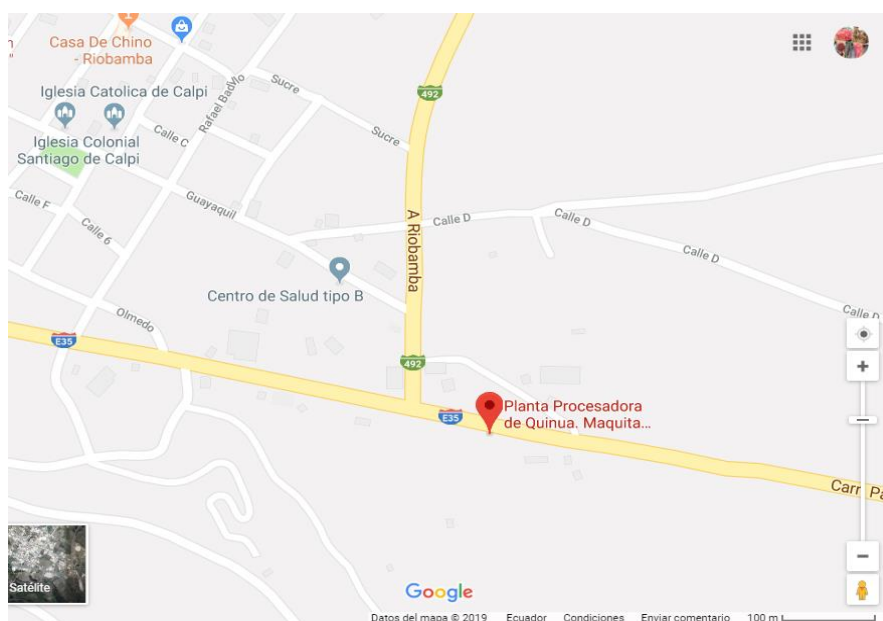 Casa De Chino
- Riobamba
Iglesia Catolica de Calpi
Iglesia Colonial
Santiago de Calpi
Calle C
Sucre
Sucre
492
Calle F
Calle 6
Guayaquil
A Riobamba
Calle D
Calle D
Calle D
Calle D
Centro de Salud tipo B
Olmedo
E35
492
E35
Planta Procesadora
de Quinua. Maquita...
Carr
Satélite
Google
Datos del mapa © 2019 Ecuador Condiciones Enviar comentario 100 m